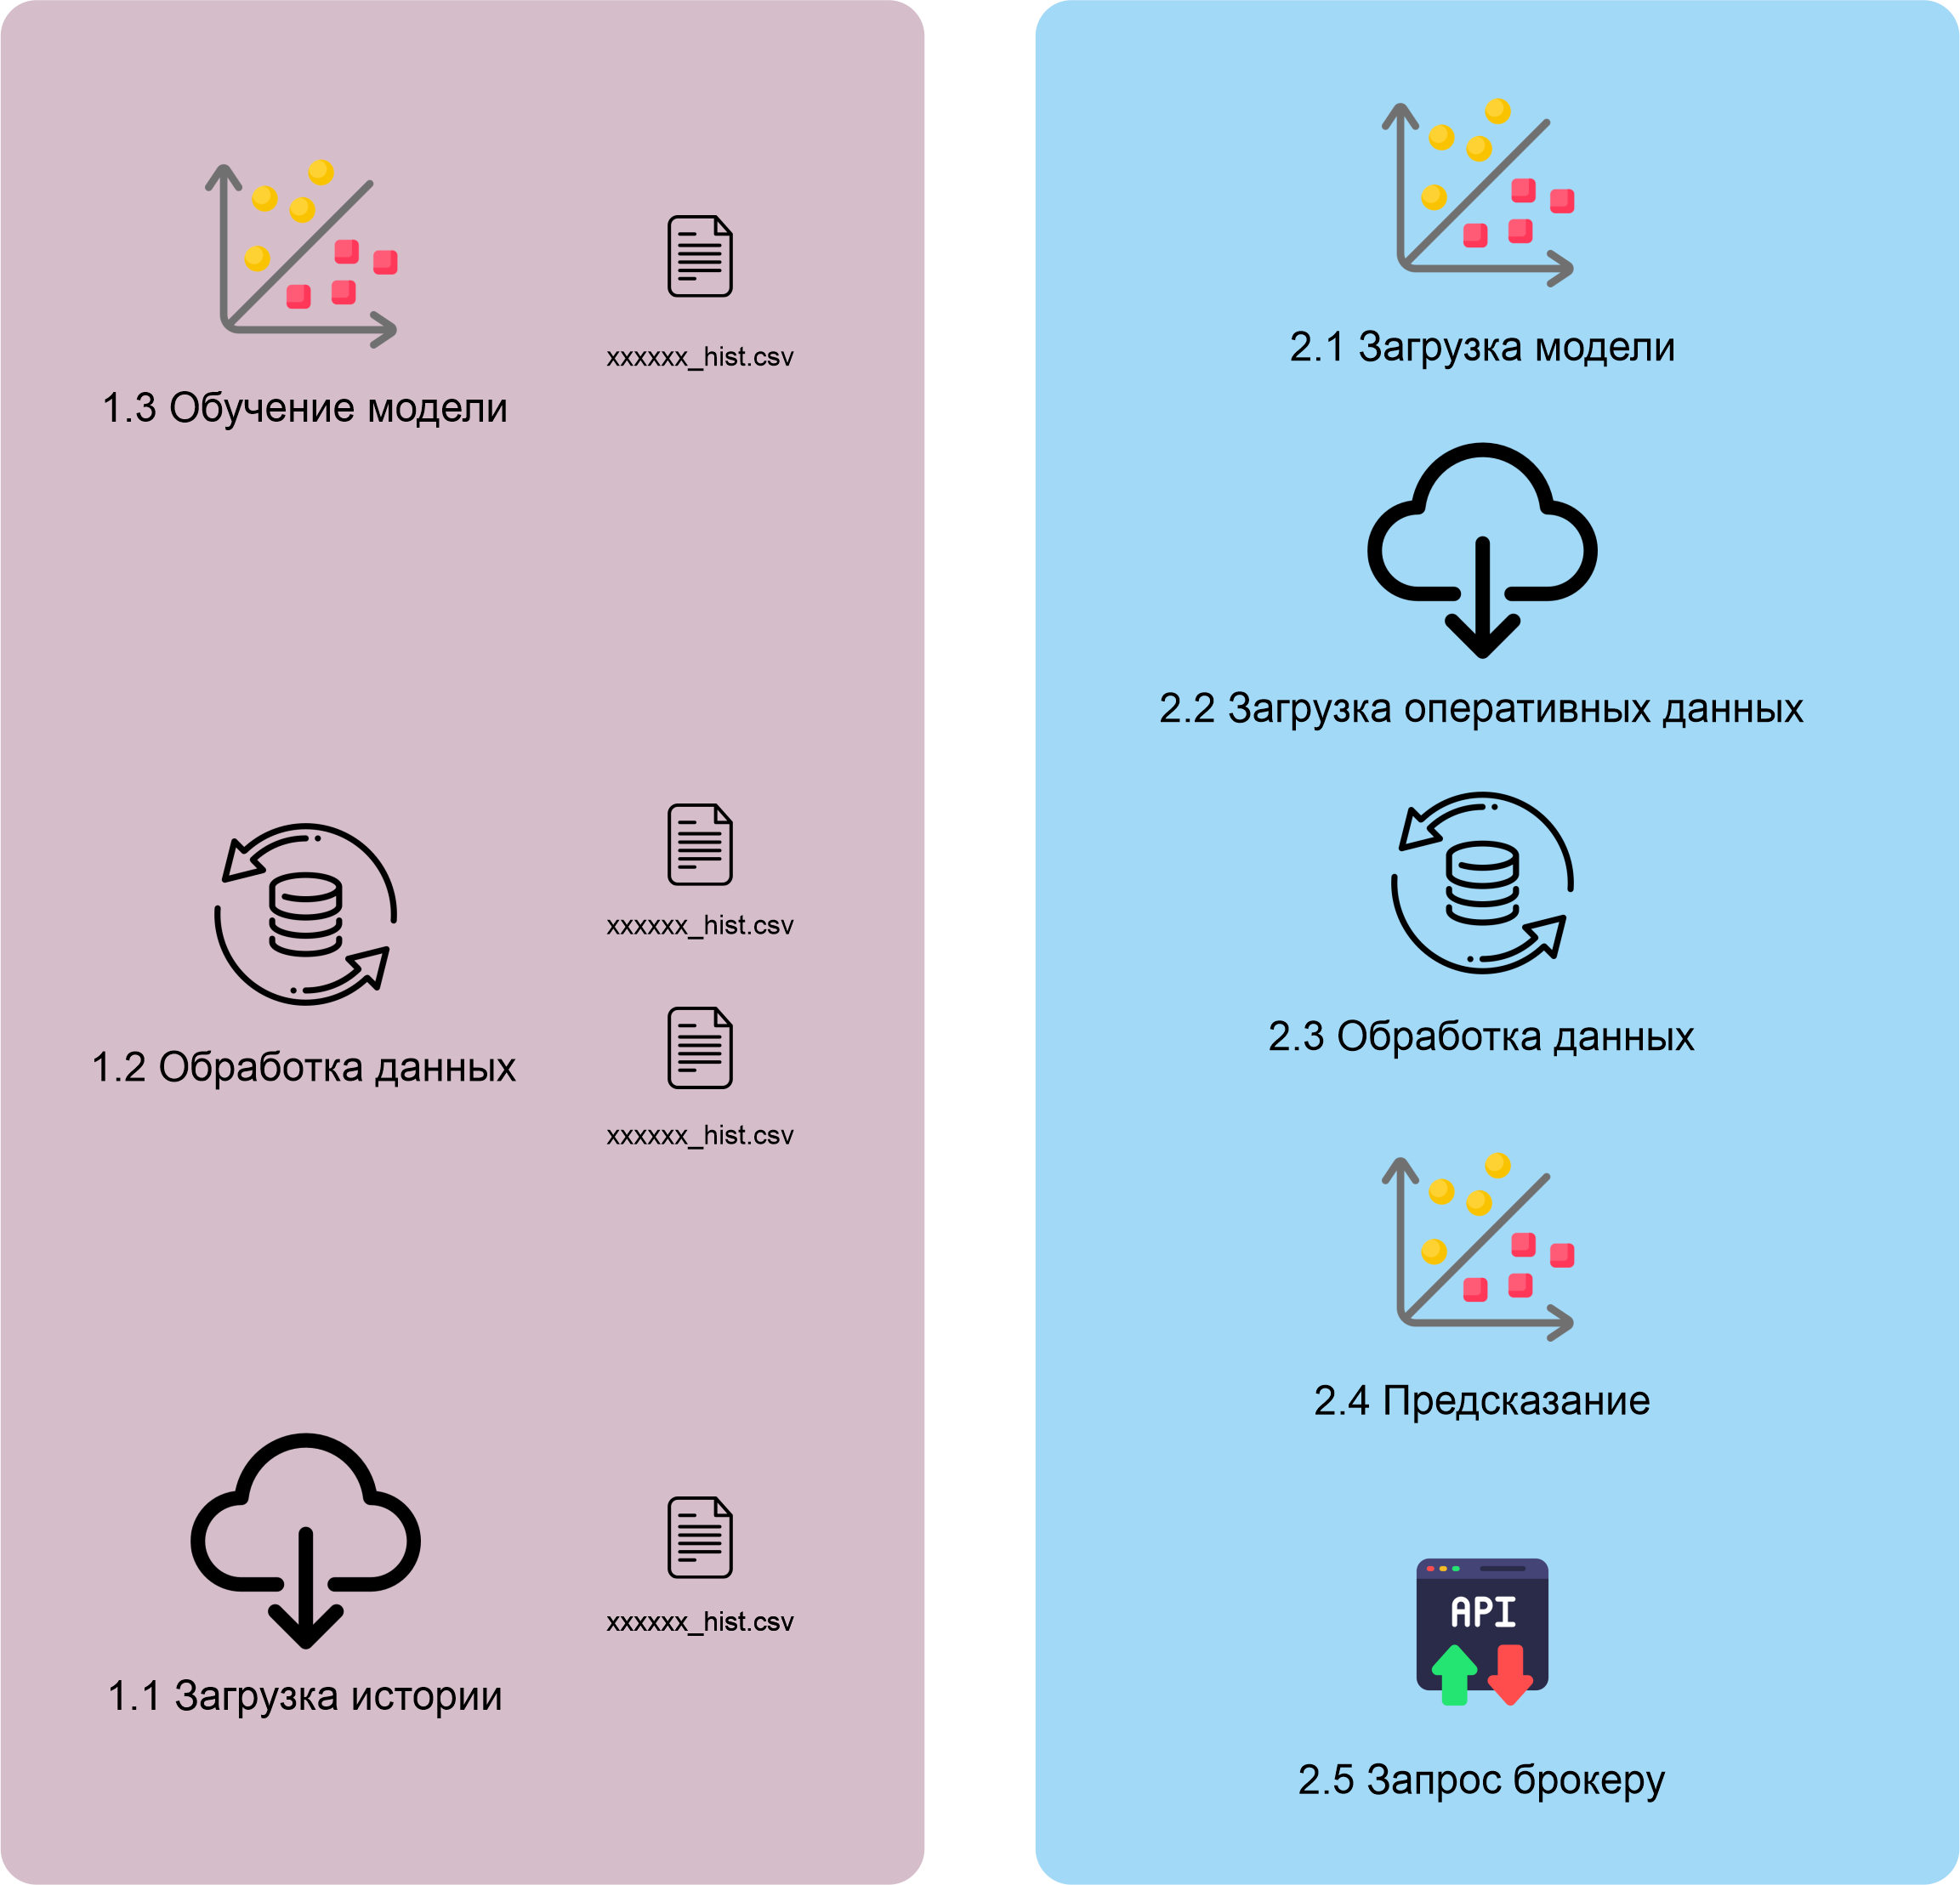 1.3 Обучение модели
xxxxxx_hist.csv
1.2 Обработка данных
xxxxxx_hist.csv
xxxxxx_hist.csv
1.1 Загрузка истории
xxxxxx_hist.csv
2.1 Загрузка модели
2.2 Загрузка оперативных данных
2.3 Обработка данных
2.4 Предсказание
API
2.5 Запрос брокеру